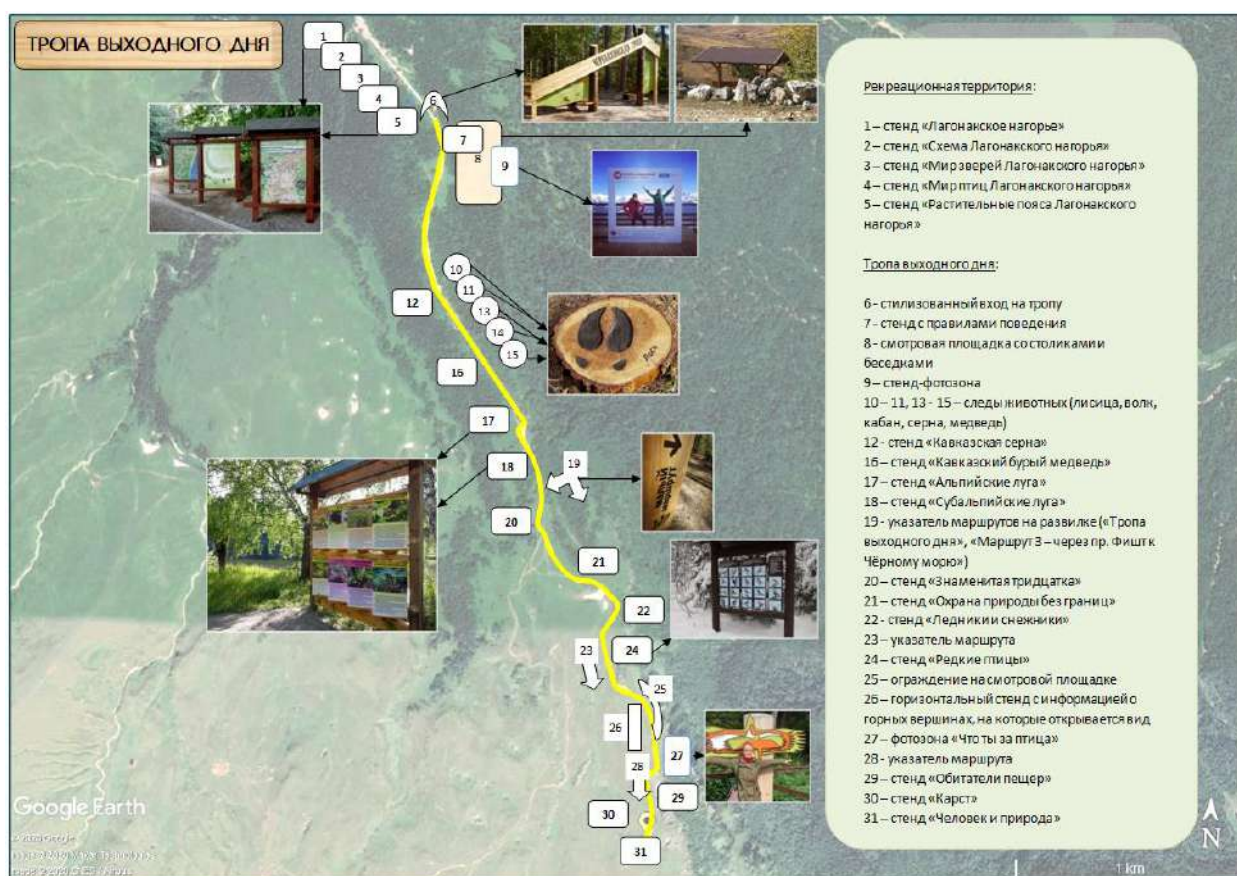 ТРОПА ВЫХОДНОГО ДНЯ
1
2
3
4
5
6
7
8
9
10
11
12
13
14
15
16
17
18
19
20
21
22
23
24
25
26
27
28
29
30
31
Рысь
Google Earth
N
1 km
Рекреационная территория:
1 – стенд «Лагонакское нагорье»
2 – стенд «Схема Лагонакского нагорья»
3 – стенд «Мир зверей Лагонакского нагорья»
4 – стенд «Мир птиц Лагонакского нагорья»
5 – стенд «Растительные пояса Лагонакского
нагорья»
Тропа выходного дня:
6 - стилизованный вход на тропу
7 - стенд с правилами поведения
8 - смотровая площадка со столиками и
беседками
9 – стенд-фотозона
10 – 11, 13 - 15 – следы животных (лисица, волк,
кабан, серна, медведь)
12 - стенд «Кавказская серна»
16 – стенд «Кавказский бурый медведь»
17 – стенд «Альпийские луга»
18 – стенд «Субальпийские луга»
19 - указатель маршрутов на развилке («Тропа
выходного дня», «Маршрут 3 – через пр. Фишт к
Чёрному морю»)
20 – стенд «Знаменитая тридцатка»
21 – стенд «Охрана природы без границ»
22 - стенд «Ледники и снежники»
23 – указатель маршрута
24 – стенд «Редкие птицы»
25 – ограждение на смотровой площадке
26 – горизонтальный стенд с информацией о
горных вершинах, на которые открывается вид
27 – фотозона «Что ты за птица»
28 - указатель маршрута
29 – стенд «Обитатели пещер»
30 – стенд «Карст»
31 – стенд «Человек и природа»